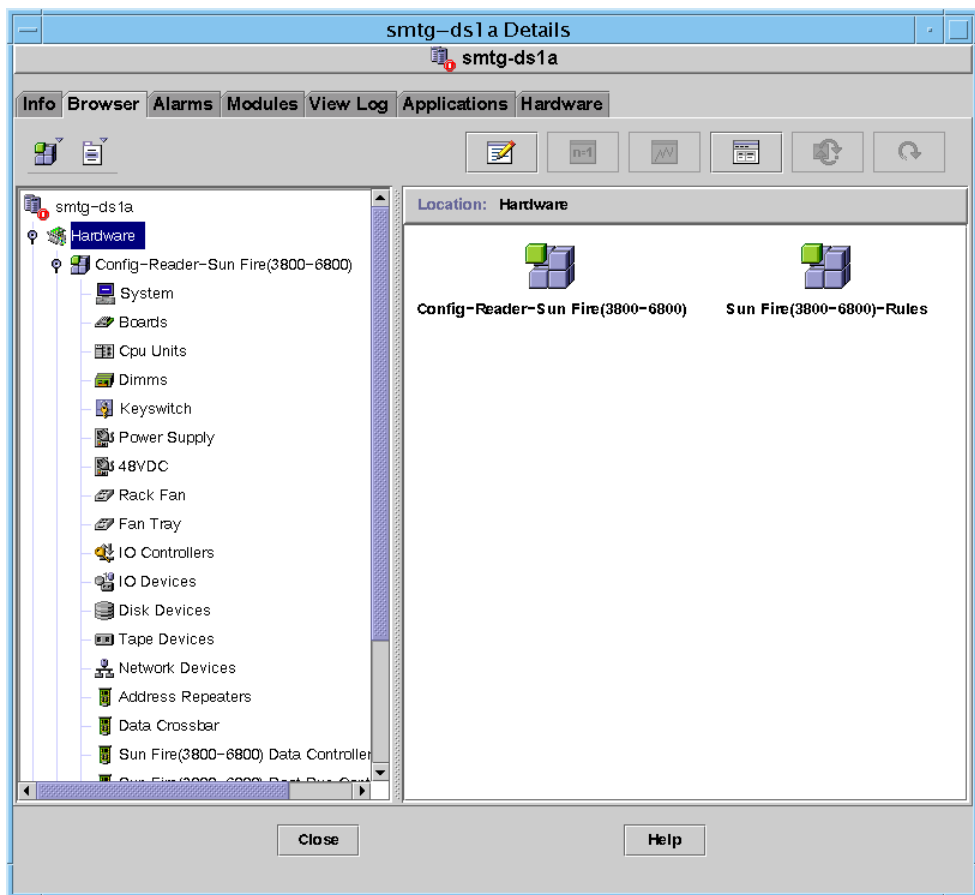 smtg-ds1a Details
smtg-ds1a
Info Browser Alarms Modules View Log Applications Hardware
n=1
smtg-ds1a
Location: Hardware
Hardware
Config-Reader-Sun Fire(3800-6800)
System
Boards
Cpu Units
Dimms
Keyswitch
Power Supply
48VDC
Rack Fan
Fan Tray
IO Controllers
IO Devices
Disk Devices
Tape Devices
Network Devices
Address Repeaters
Data Crossbar
Sun Fire(3800-6800) Data Controller
Config-Reader-Sun Fire(3800-6800) Sun Fire(3800-6800)-Rules
Close Help